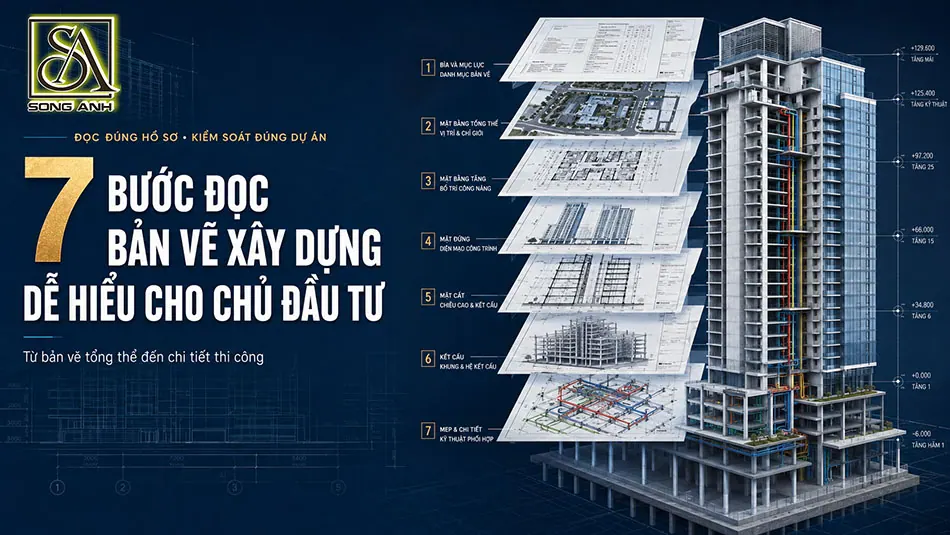 SA
SONG ANH
ĐỌC ĐÚNG HỒ SƠ • KIỂM SOÁT ĐÚNG DỰ ÁN
7 BƯỚC ĐỌC
BẢN VẼ XÂY DỰNG
DỄ HIỂU CHO CHỦ ĐẦU TƯ
Từ bản vẽ tổng thể đến chi tiết thi công
1
BÌA VÀ MỤC LỤC
DANH MỤC BẢN VẼ
2
MẶT BẰNG TỔNG THỂ
VỊ TRÍ & CHỈ GIỚI
3
MẶT BẰNG TẦNG
BỐ TRÍ CÔNG NĂNG
4
MẶT ĐỨNG
DIỆN MẠO CÔNG TRÌNH
5
MẶT CẮT
CHIỀU CAO & KẾT CẤU
6
KẾT CẤU
KHUNG & HỆ KẾT CẤU
7
MEP & CHI TIẾT
KỸ THUẬT PHỐI HỢP
+129.600
TẦNG MÁI
+125.400
TẦNG KỸ THUẬT
+97.200
TẦNG 25
+66.000
TẦNG 15
+34.800
TẦNG 6
+0.000
TẦNG 1
-6.000
TẦNG HẦM 1
1
2
3
5